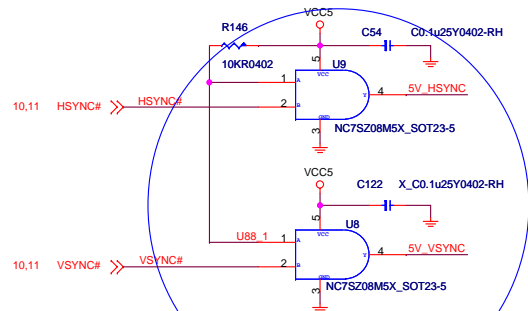 VCC5
R146
C54 C0.1u25Y0402-RH
10KR0402
5
U9
VCC
1 A
4 5V_HSYNC
Y
10,11 HSYNC# HSYNC# 2 B
GND
3
NC7SZ08M5X_SOT23-5
VCC5
C122 X_C0.1u25Y0402-RH
5
U8
VCC
U88_1 1 A
4 5V_VSYNC
Y
10,11 VSYNC# VSYNC# 2 B
GND
3
NC7SZ08M5X_SOT23-5